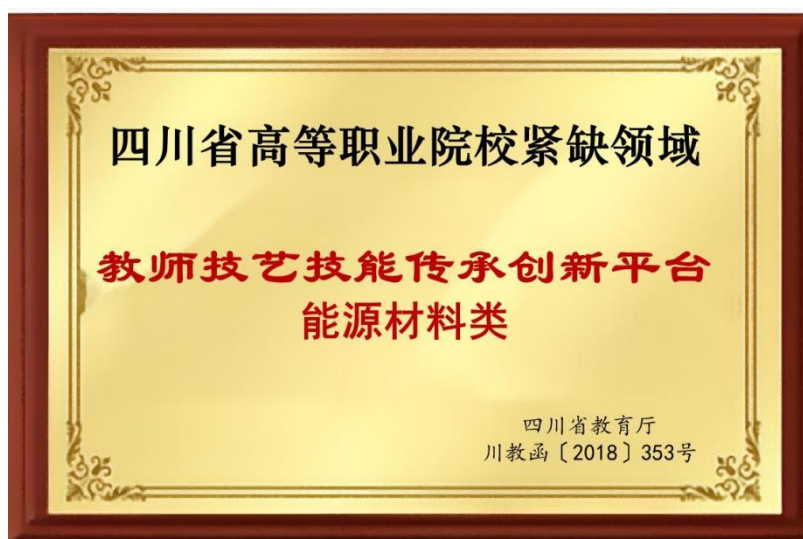 四川省高等职业院校紧缺领域
教师技艺技能传承创新平台
能源材料类
四川省教育厅
川教函〔2018〕353号